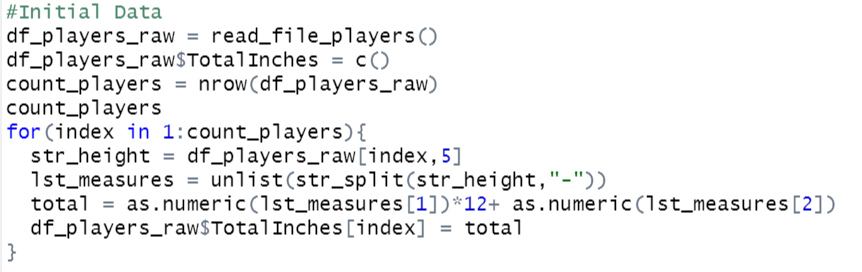 #Initial Data
df_players_raw = read_file_players()
df_players_raw$TotalInches = c()
count_players = nrow(df_players_raw)
count_players
for(index in 1:count_players){
  str_height = df_players_raw[index,5]
  lst_measures = unlist(str_split(str_height,"-"))
  total = as.numeric(lst_measures[1])*12+ as.numeric(lst_measures[2])
  df_players_raw$TotalInches[index] = total
}